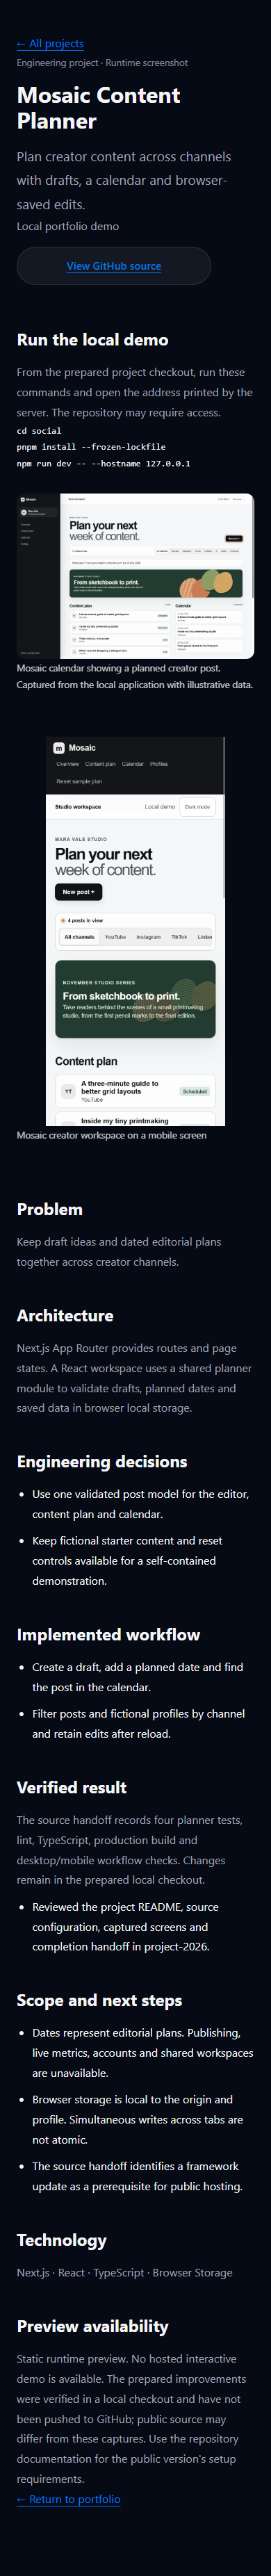 ← All projects
Engineering project · Runtime screenshot
Mosaic Content
Planner
Plan creator content across channels
with drafts, a calendar and browser-
saved edits.
Local portfolio demo
View GitHub source
Run the local demo
From the prepared project checkout, run these
commands and open the address printed by the
server. The repository may require access.
cd social
pnpm install --frozen-lockfile
npm run dev -- --hostname 127.0.0.1
Mosaic
Plan your next
week of content.
From sketchbook to print.
Content plan
Calendar
Mosaic calendar showing a planned creator post.
Captured from the local application with illustrative data.
m Mosaic
Overview Content plan Calendar Profiles
Reset sample plan
Studio workspace Local demo Dark mode
MARA VALE STUDIO
Plan your next
week of content.
New post +
4 posts in view
All channels YouTube Instagram TikTok Linke
NOVEMBER STUDIO SERIES
From sketchbook to print.
Take readers behind the scenes of a small printmaking
studio, from the first pencil marks to the final edition.
Content plan
YT A three-minute guide to
better grid layouts
YouTube
Scheduled
Inside my tiny printmaking
Mosaic creator workspace on a mobile screen
Problem
Keep draft ideas and dated editorial plans
together across creator channels.
Architecture
Next.js App Router provides routes and page
states. A React workspace uses a shared planner
module to validate drafts, planned dates and
saved data in browser local storage.
Engineering decisions
• Use one validated post model for the editor,
content plan and calendar.
• Keep fictional starter content and reset
controls available for a self-contained
demonstration.
Implemented workflow
• Create a draft, add a planned date and find
the post in the calendar.
• Filter posts and fictional profiles by channel
and retain edits after reload.
Verified result
The source handoff records four planner tests,
lint, TypeScript, production build and
desktop/mobile workflow checks. Changes
remain in the prepared local checkout.
• Reviewed the project README, source
configuration, captured screens and
completion handoff in project-2026.
Scope and next steps
• Dates represent editorial plans. Publishing,
live metrics, accounts and shared workspaces
are unavailable.
• Browser storage is local to the origin and
profile. Simultaneous writes across tabs are
not atomic.
• The source handoff identifies a framework
update as a prerequisite for public hosting.
Technology
Next.js · React · TypeScript · Browser Storage
Preview availability
Static runtime preview. No hosted interactive
demo is available. The prepared improvements
were verified in a local checkout and have not
been pushed to GitHub; public source may
differ from these captures. Use the repository
documentation for the public version's setup
requirements.
← Return to portfolio